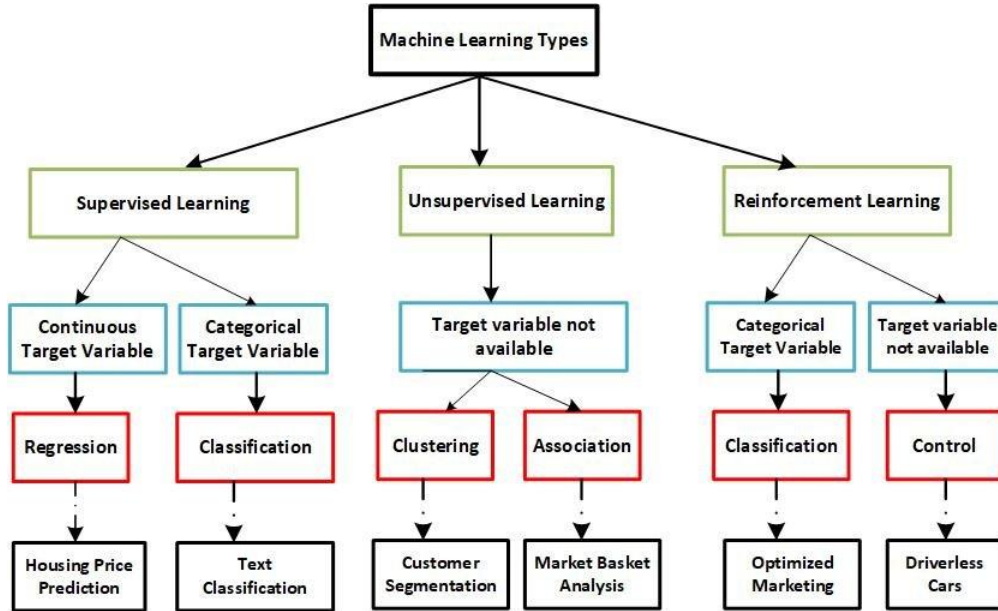 Machine Learning Types
Supervised Learning
Unsupervised Learning
Reinforcement Learning
Continuous
Target Variable
Categorical
Target Variable
Target variable not
available
Categorical
Target Variable
Target variable
not available
Regression
Classification
Clustering
Association
Classification
Control
Housing Price
Prediction
Text
Classification
Customer
Segmentation
Market Basket
Analysis
Optimized
Marketing
Driverless
Cars